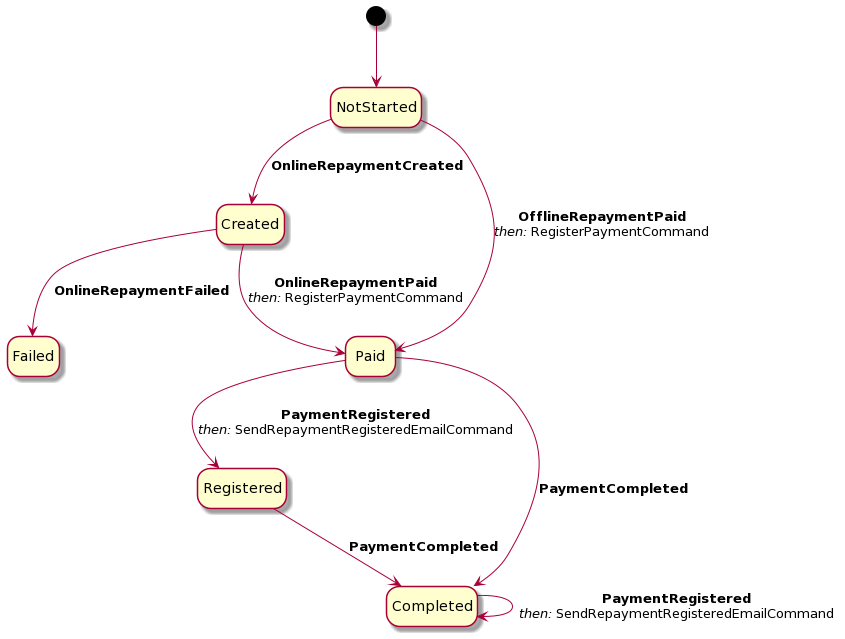 NotStarted
OnlineRepaymentCreated
OfflineRepaymentPaid
then: RegisterPaymentCommand
Created
OnlineRepaymentFailed
OnlineRepaymentPaid
then: RegisterPaymentCommand
Failed
Paid
PaymentRegistered
then: SendRepaymentRegisteredEmailCommand
Registered
PaymentCompleted
PaymentCompleted
Completed
PaymentRegistered
then: SendRepaymentRegisteredEmailCommand